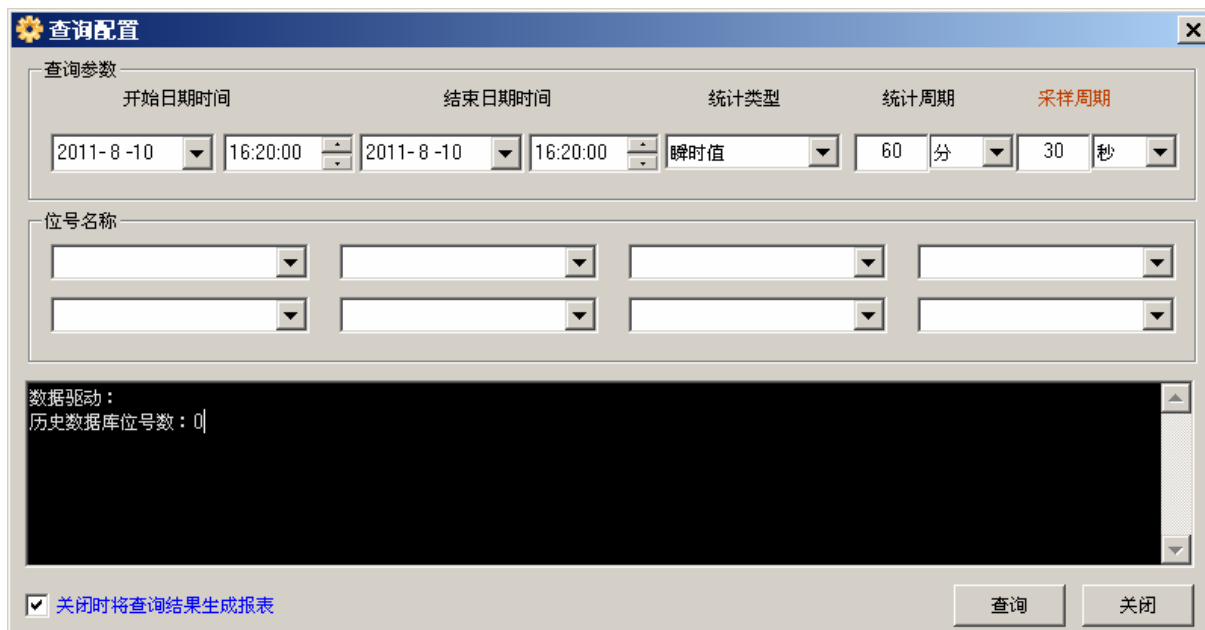 查询配置
查询参数
开始日期时间 结束日期时间 统计类型 统计周期 采样周期
2011- 8 -10 16:20:00 2011- 8 -10 16:20:00 瞬时值 60 分 30 秒
位号名称
数据驱动：
历史数据库位号数：0
关闭时将查询结果生成报表 查询 关闭